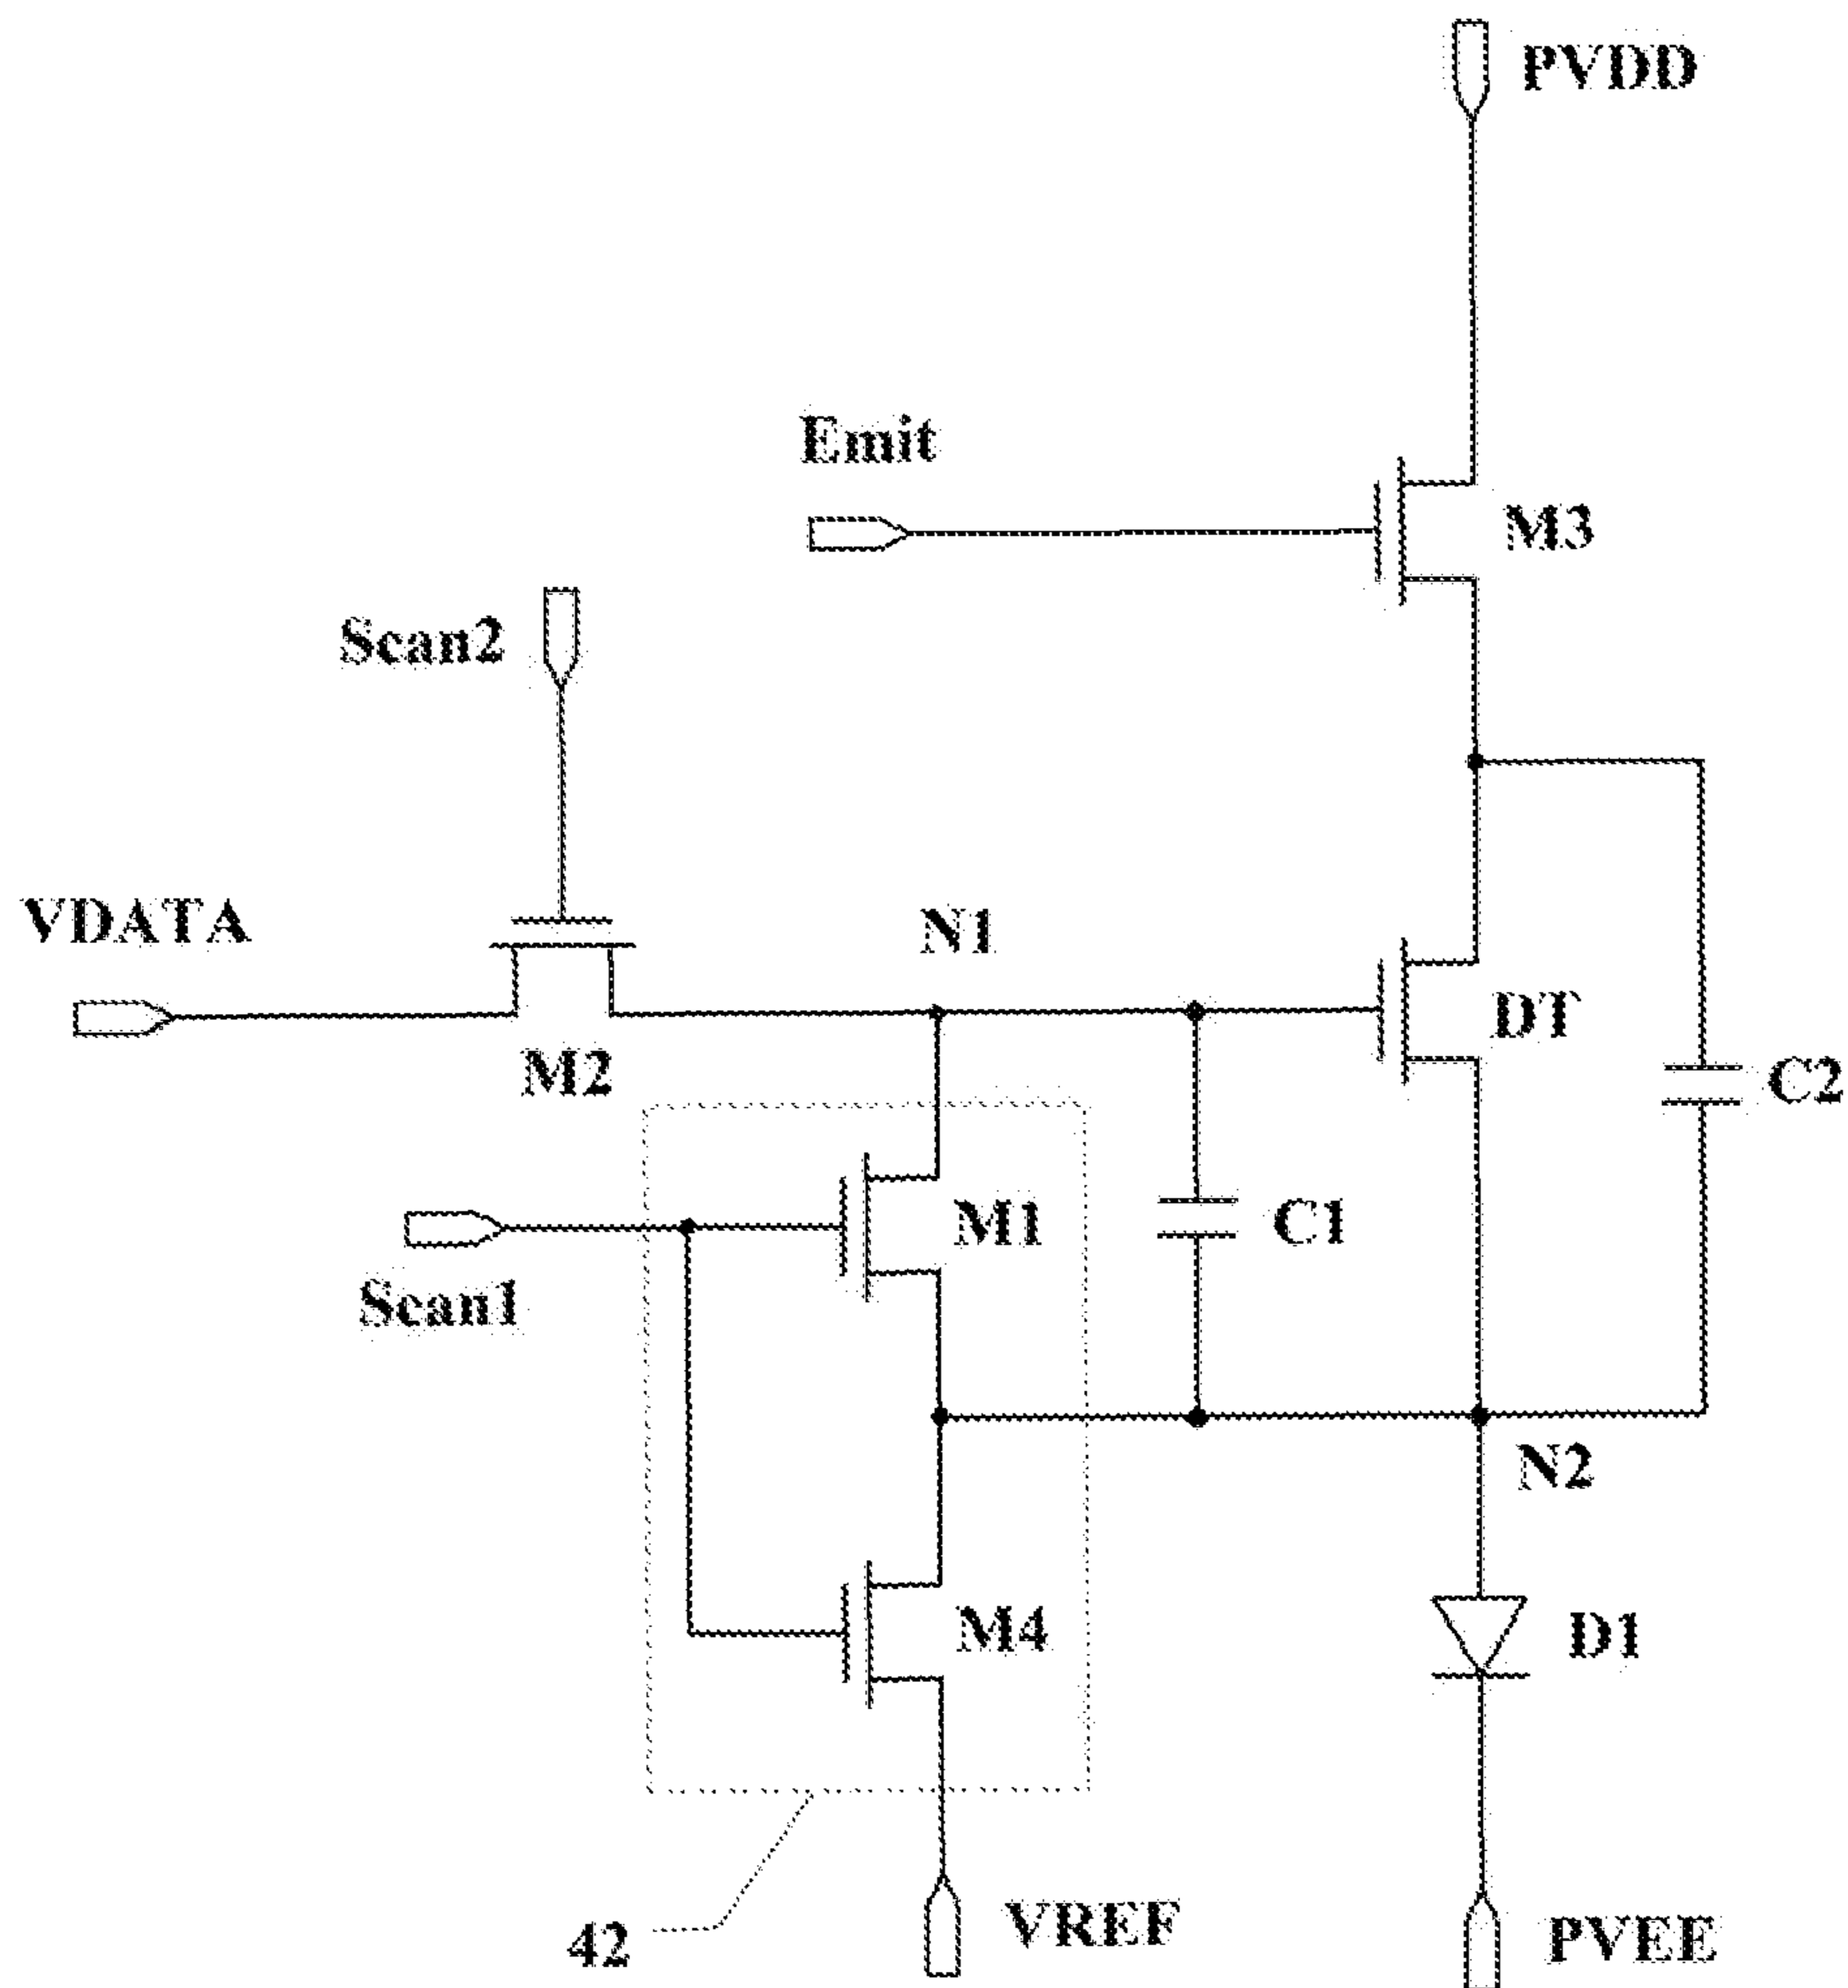 PVDD
Emit
M3
Scan2
VDATA
N1
DT
M2
C2
M1
C1
Scan1
N2
M4
D1
VREF
PVEE
42